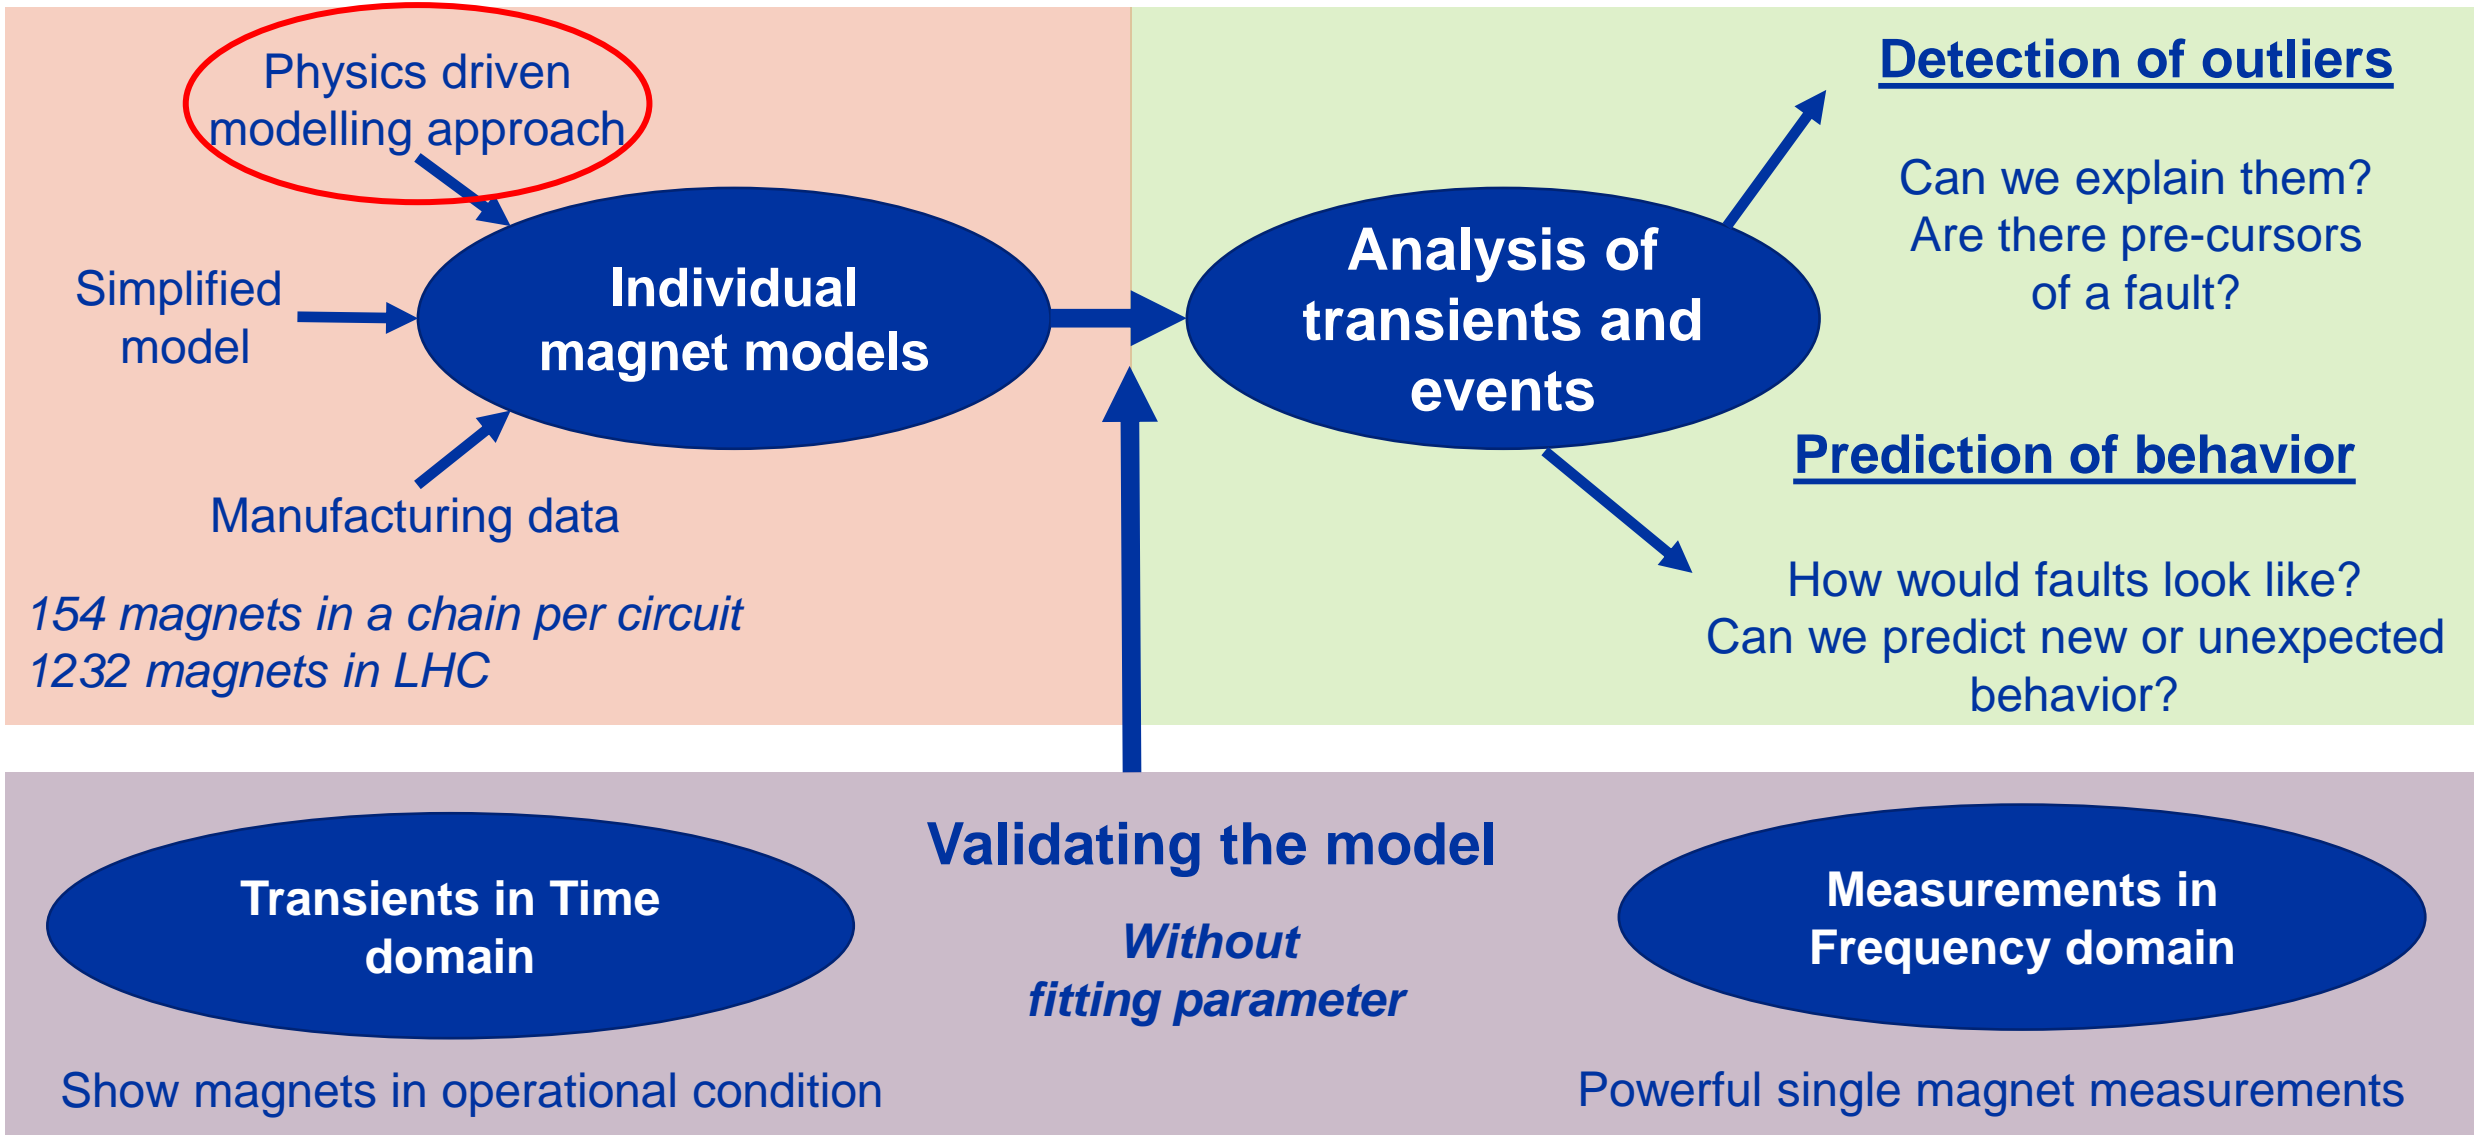 Physics driven
modelling approach
Simplified
model
Individual
magnet models
Manufacturing data
154 magnets in a chain per circuit
1232 magnets in LHC
Analysis of
transients and
events
Detection of outliers
Can we explain them?
Are there pre-cursors
of a fault?
Prediction of behavior
How would faults look like?
Can we predict new or unexpected
behavior?
Validating the model
Without
fitting parameter
Transients in Time
domain
Show magnets in operational condition
Measurements in
Frequency domain
Powerful single magnet measurements